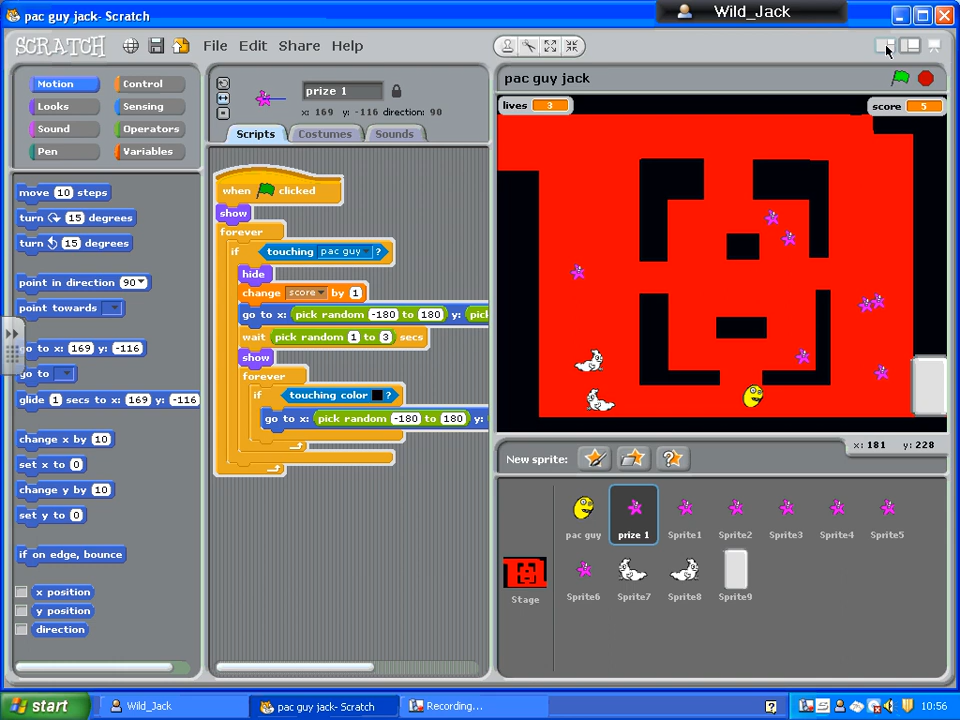 pac guy jack- Scratch
Wild_Jack
SCRATCH
File Edit Share Help
Motion
Control
Looks
Sensing
Sound
Operators
Pen
Variables
move 10 steps
turn 15 degrees
turn 15 degrees
point in direction 90
point towards
go to x: 169 y: -116
go to
glide 1 secs to x: 169 y: -116
change x by 10
set x to 0
change y by 10
set y to 0
if on edge, bounce
x position
y position
direction
prize 1
x: 169 y: -116 direction: 90
Scripts Costumes Sounds
when clicked
show
forever
if touching pac guy ?
hide
change score by 1
go to x: pick random -180 to 180 y: pick
wait pick random 1 to 3 secs
show
forever
if touching color ?
go to x: pick random -180 to 180 y:
pac guy jack
lives 3
score 5
x: 181 y: 228
New sprite:
pac guy
prize 1
Sprite1
Sprite2
Sprite3
Sprite4
Sprite5
Stage
Sprite6
Sprite7
Sprite8
Sprite9
start
Wild_Jack
pac guy jack- Scratch
Recording...
10:56